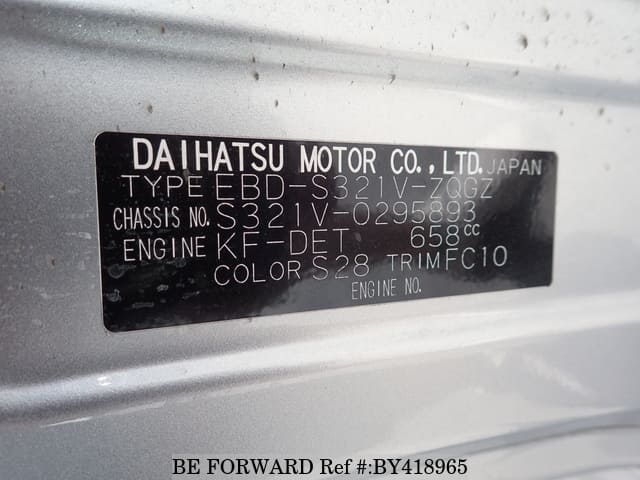 DAIHATSU MOTOR CO., LTD. JAPAN
TYPE EBD-S321V-ZQGZ
CHASSIS NO. S321V-0295893
ENGINE KF-DET 658cc
COLOR S28 TRIM FC10
ENGINE NO.
BE FORWARD Ref #:BY418965